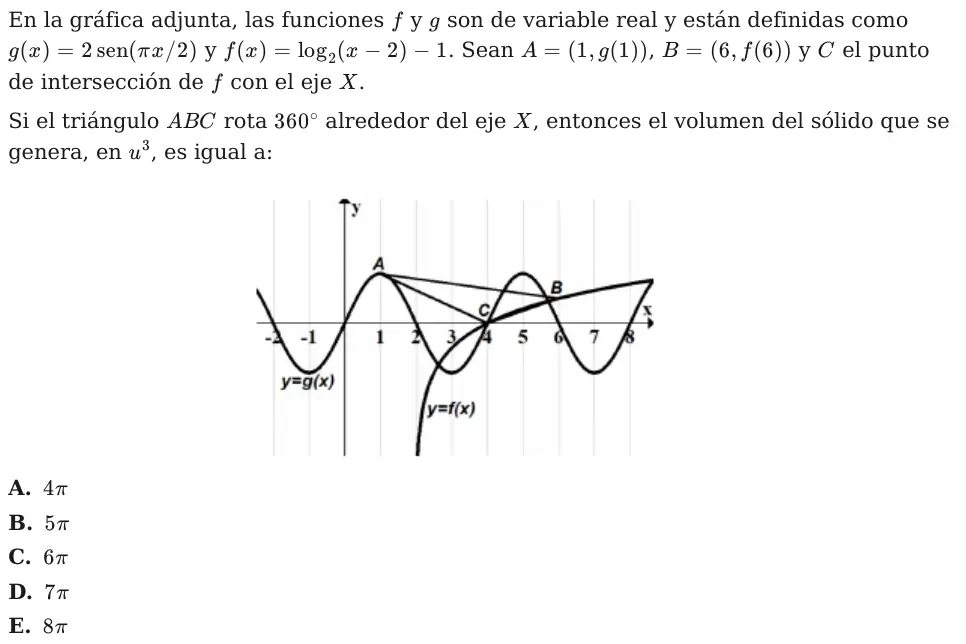 En la gráfica adjunta, las funciones f y g son de variable real y están definidas como
g(x) = 2 sen(πx/2) y f(x) = log₂(x − 2) − 1. Sean A = (1, g(1)), B = (6, f(6)) y C el punto
de intersección de f con el eje X.
Si el triángulo ABC rota 360° alrededor del eje X, entonces el volumen del sólido que se
genera, en u³, es igual a:
y
A
B
C
x
-2 -1 1 2 3 4 5 6 7 8
y=g(x)
y=f(x)
A. 4π
B. 5π
C. 6π
D. 7π
E. 8π